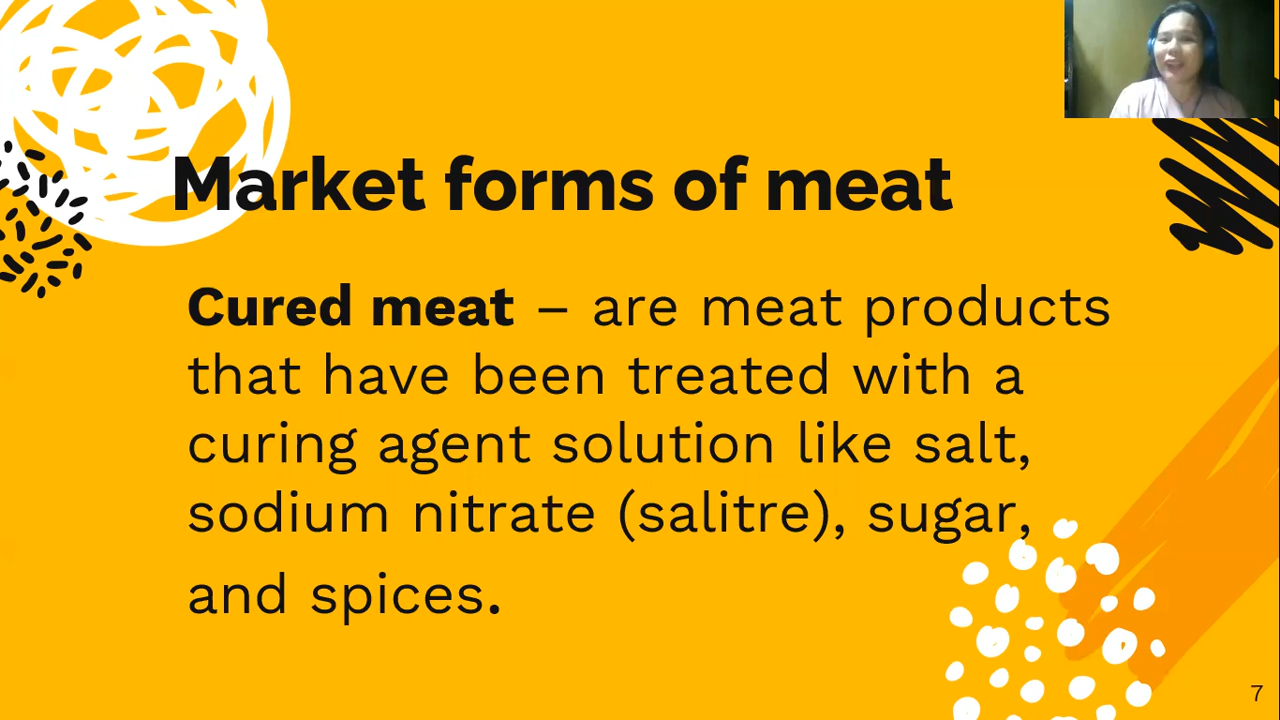 Market forms of meat
Cured meat – are meat products
that have been treated with a
curing agent solution like salt,
sodium nitrate (salitre), sugar,
and spices.
7